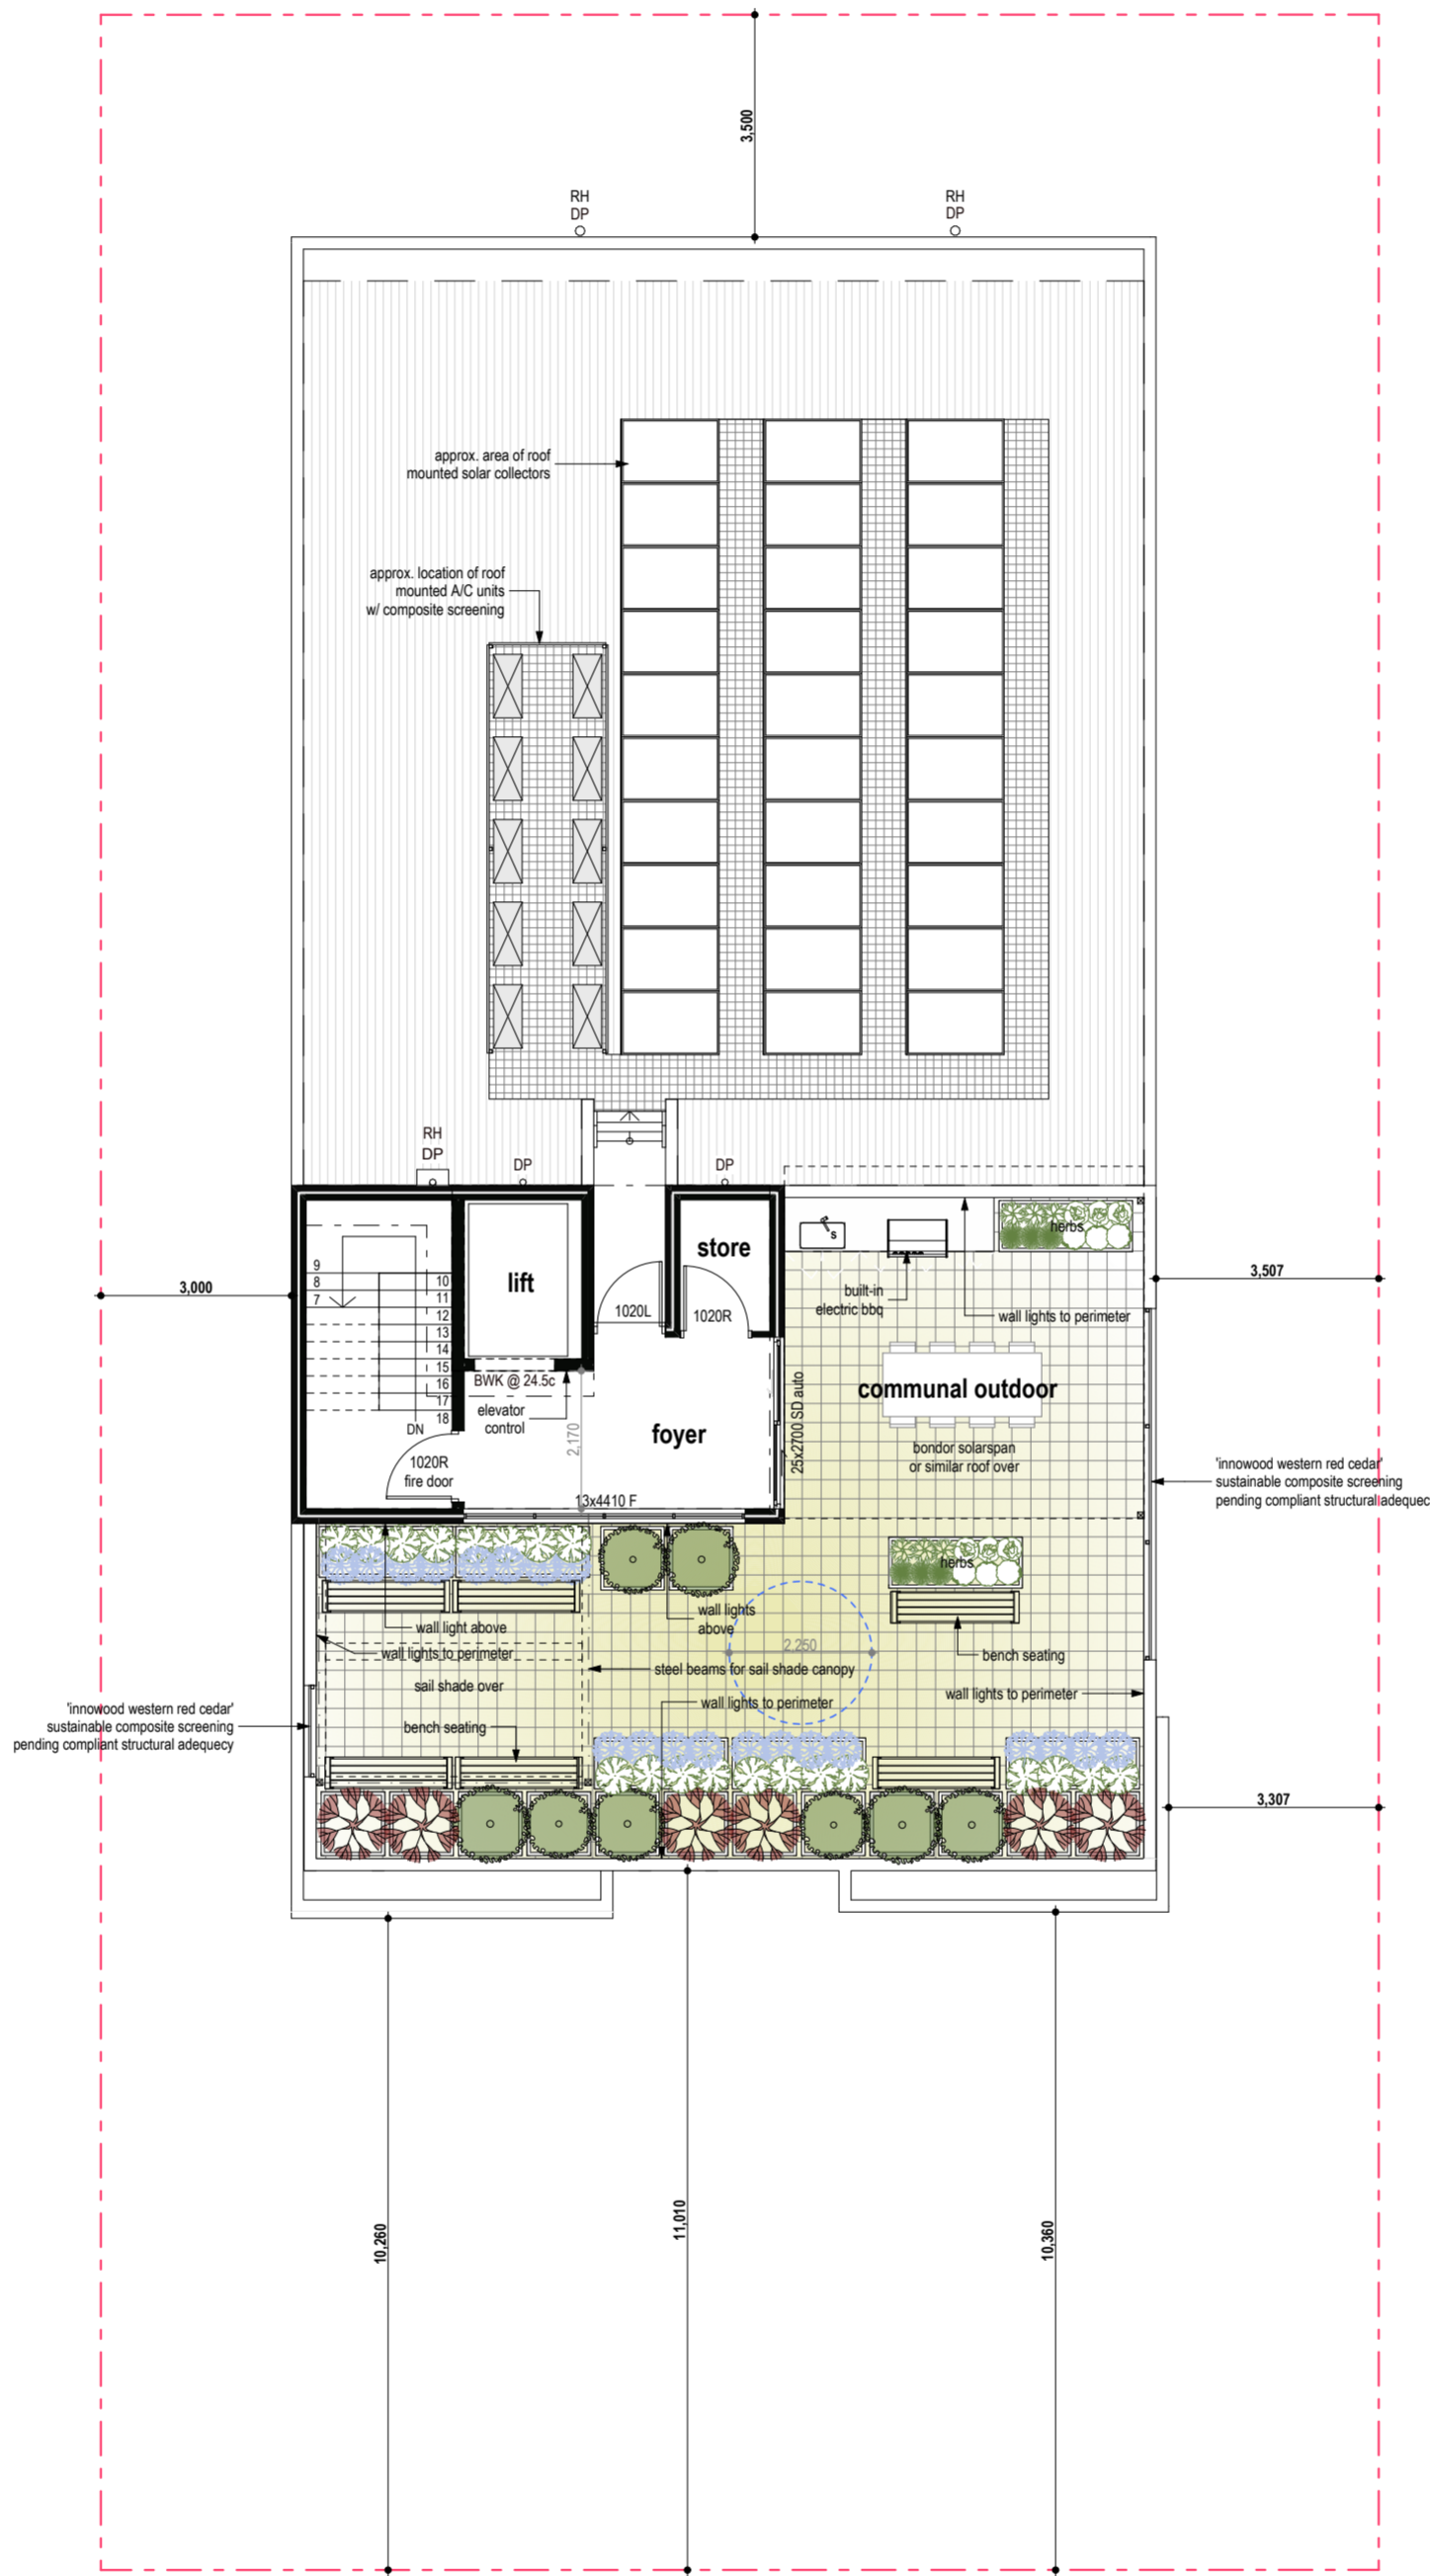 3,500
RH
DP
RH
DP
approx. area of roof
mounted solar collectors
approx. location of roof
mounted A/C units
w/ composite screening
RH
DP
DP
DP
store
lift
herbs
s
9
8
7
10
11
12
13
14
15
16
17
18
DN
1020L
1020R
built-in
electric bbq
wall lights to perimeter
3,000
3,507
BWK @ 24.5c
elevator
control
2,170
foyer
25x2700 SD auto
communal outdoor
bondor solarspan
or similar roof over
1020R
fire door
13x4410 F
'innowood western red cedar'
sustainable composite screening
pending compliant structural adequec
herbs
wall light above
wall lights to perimeter
sail shade over
wall lights
above
2,250
bench seating
steel beams for sail shade canopy
wall lights to perimeter
wall lights to perimeter
'innowood western red cedar'
sustainable composite screening
pending compliant structural adequecy
bench seating
3,307
10,260
11,010
10,360